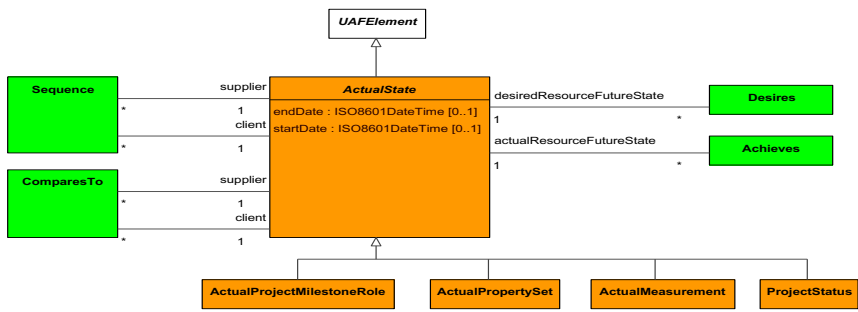 UAFElement
Sequence
supplier
ActualState
desiredResourceFutureState
Desires
* 1
endDate : ISO8601DateTime [0..1]
1 *
client
startDate : ISO8601DateTime [0..1]
actualResourceFutureState
Achieves
* 1
1 *
ComparesTo
supplier
* 1
client
* 1
ActualProjectMilestoneRole
ActualPropertySet
ActualMeasurement
ProjectStatus